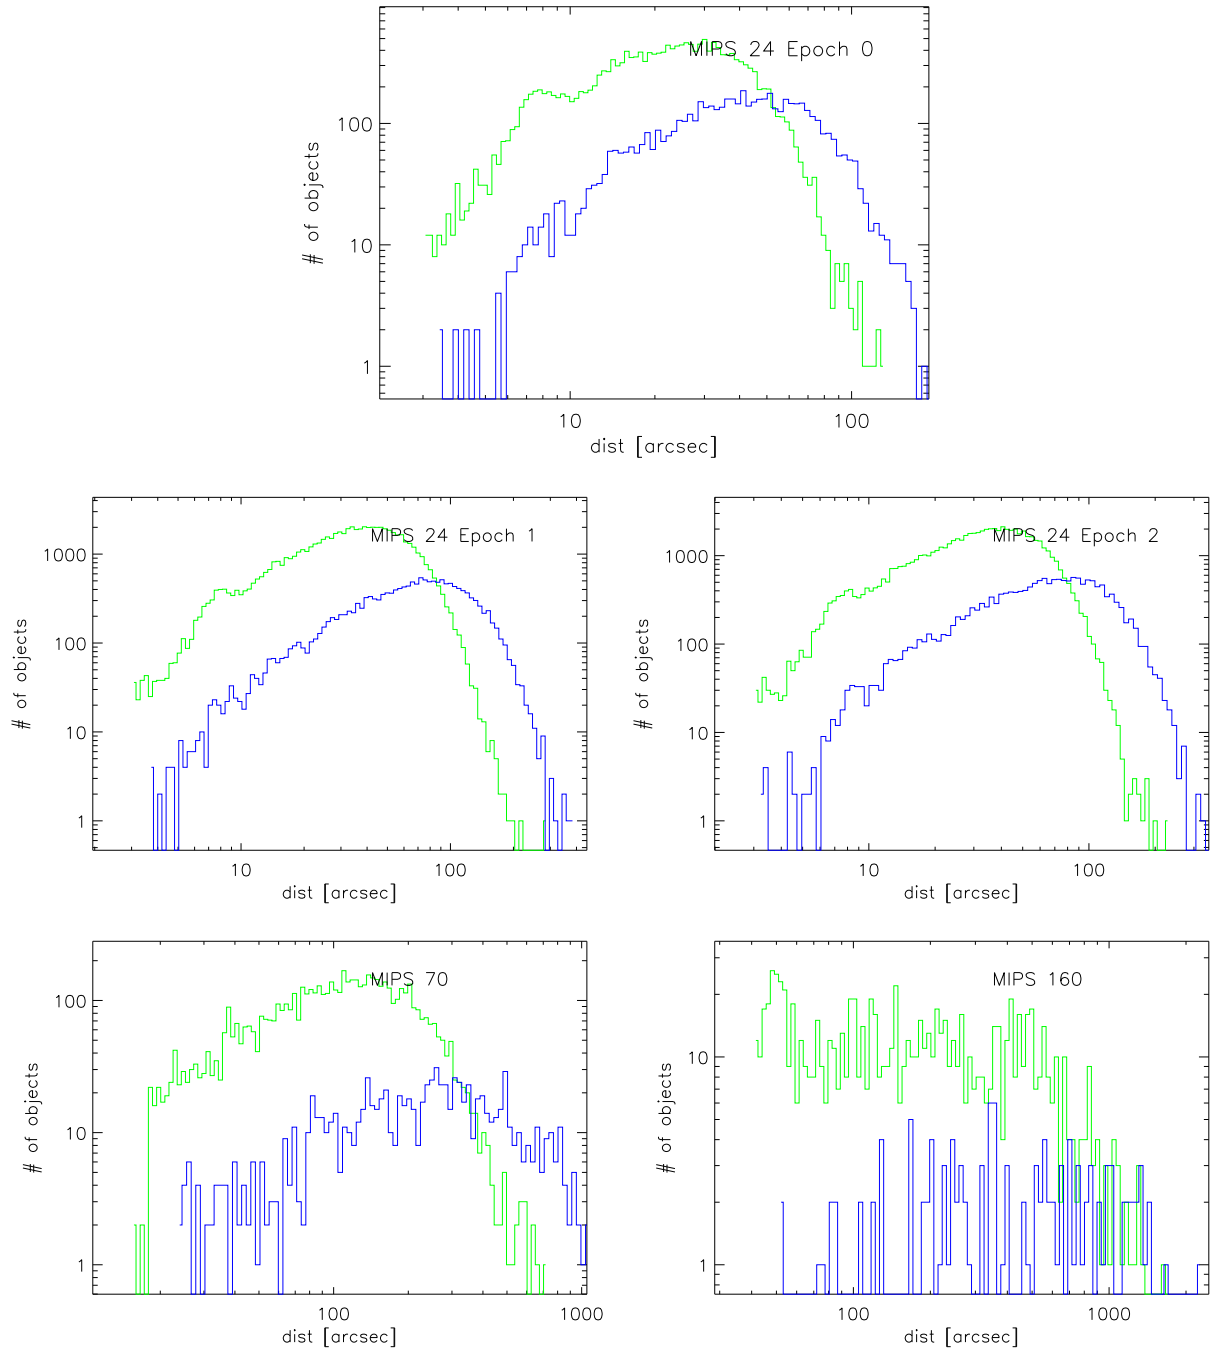 MIPS 24 Epoch 0
100
10
1
# of objects
10 100
dist [arcsec]
MIPS 24 Epoch 1
1000
100
10
1
# of objects
10 100
dist [arcsec]
MIPS 24 Epoch 2
1000
100
10
1
# of objects
10 100
dist [arcsec]
MIPS 70
100
10
1
# of objects
100 1000
dist [arcsec]
MIPS 160
10
1
# of objects
100 1000
dist [arcsec]